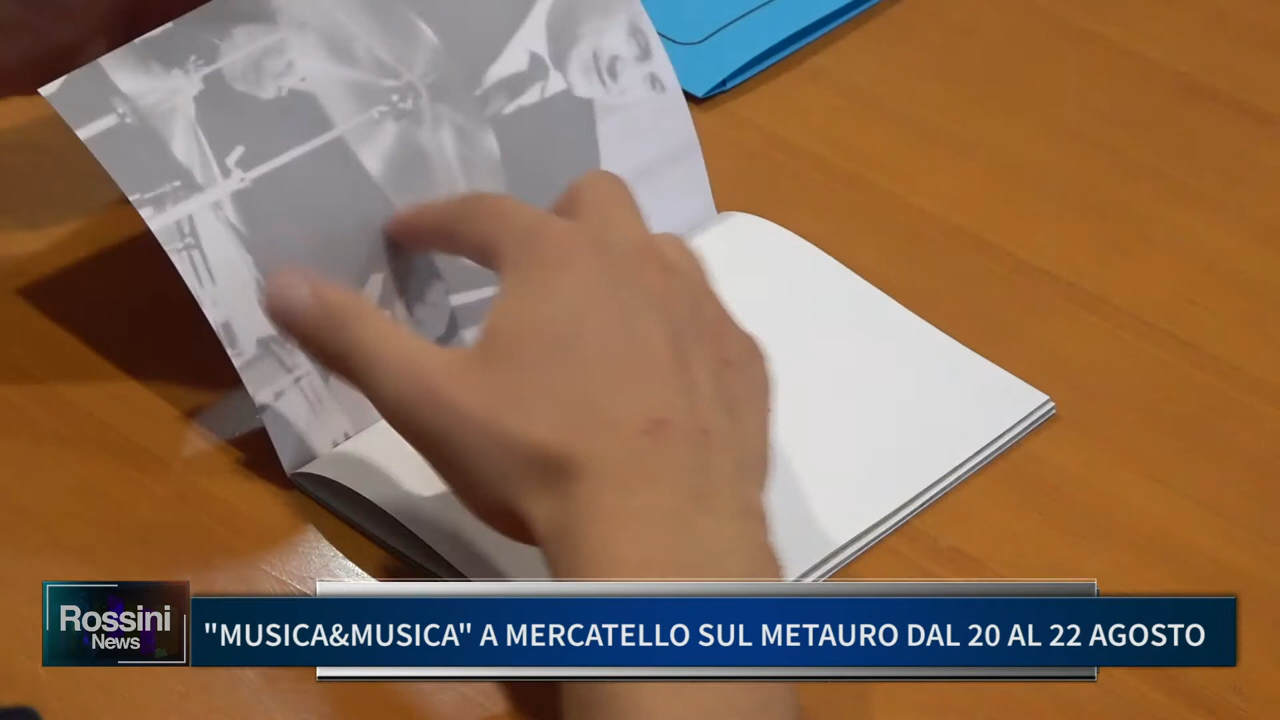 Rossini
News
"MUSICA&MUSICA" A MERCATELLO SUL METAURO DAL 20 AL 22 AGOSTO